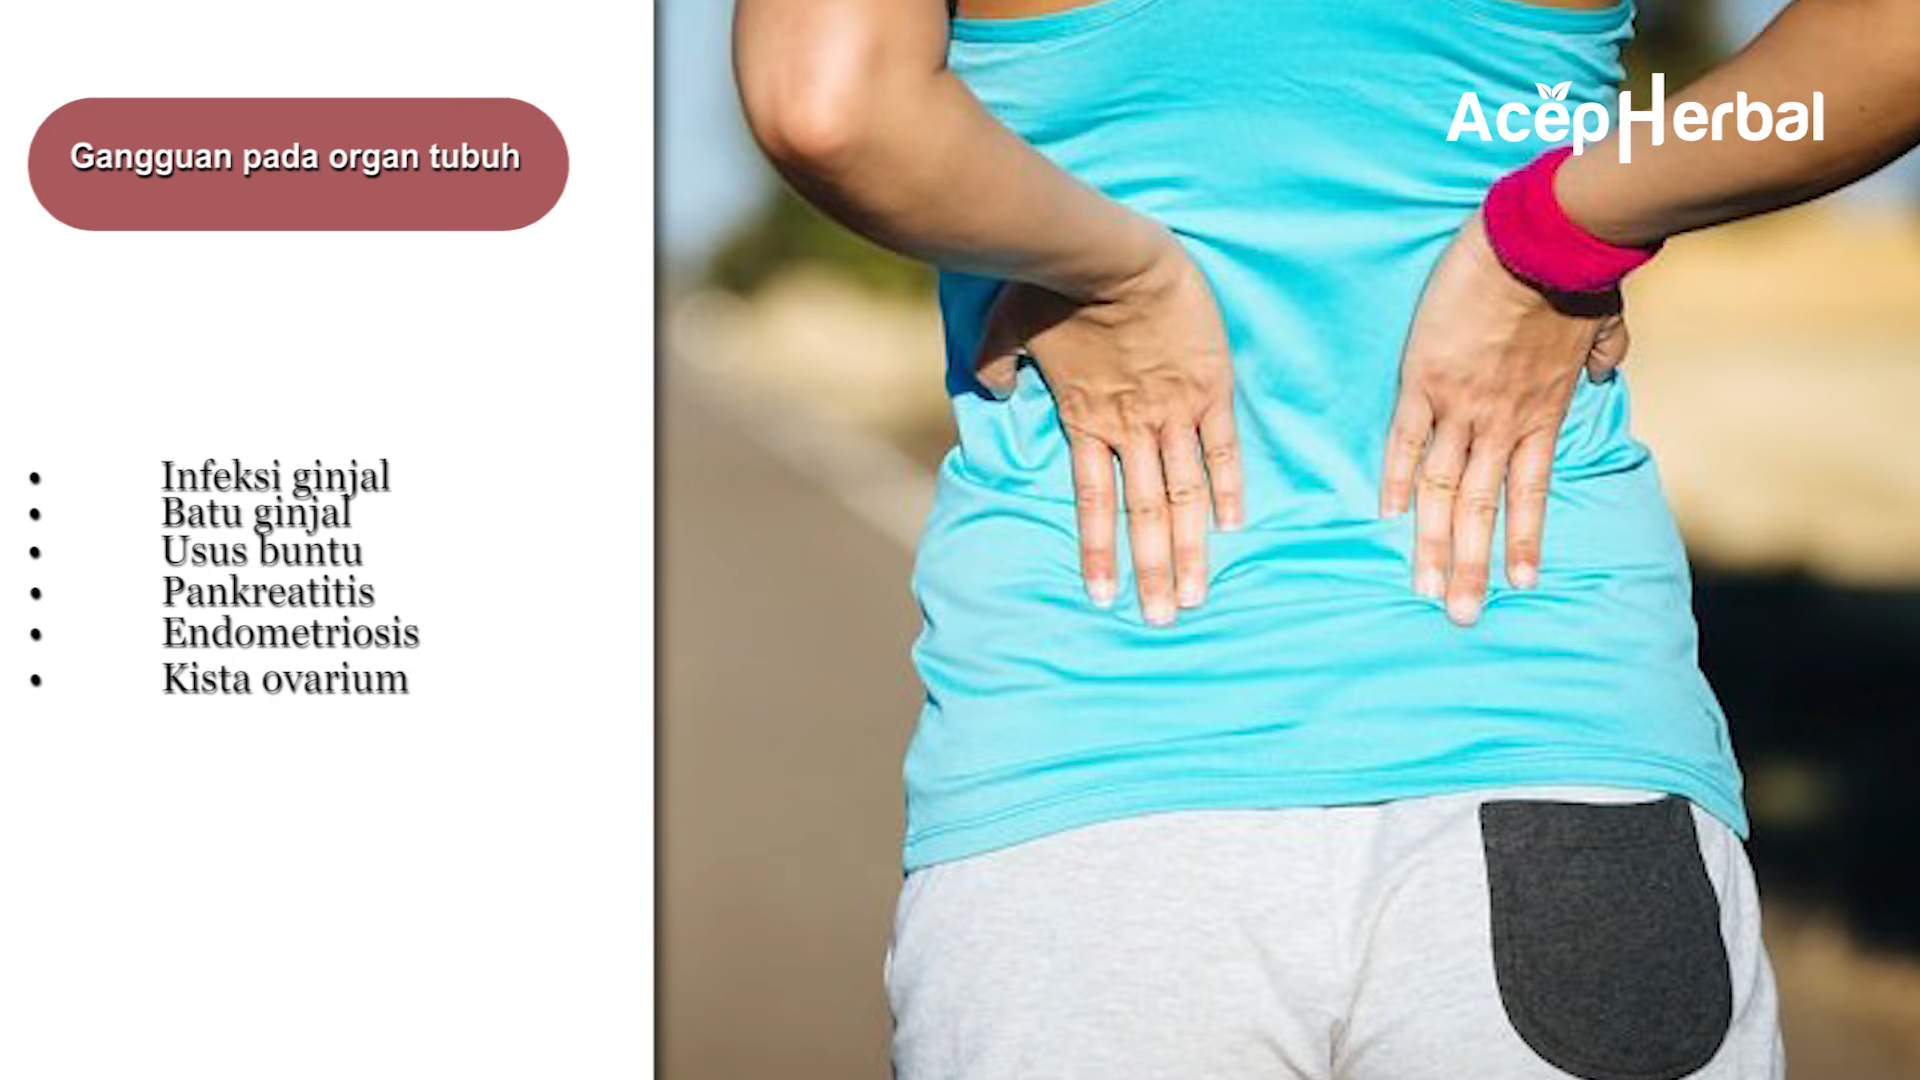 Gangguan pada organ tubuh
AcepHerbal
• Infeksi ginjal
• Batu ginjal
• Usus buntu
• Pankreatitis
• Endometriosis
• Kista ovarium